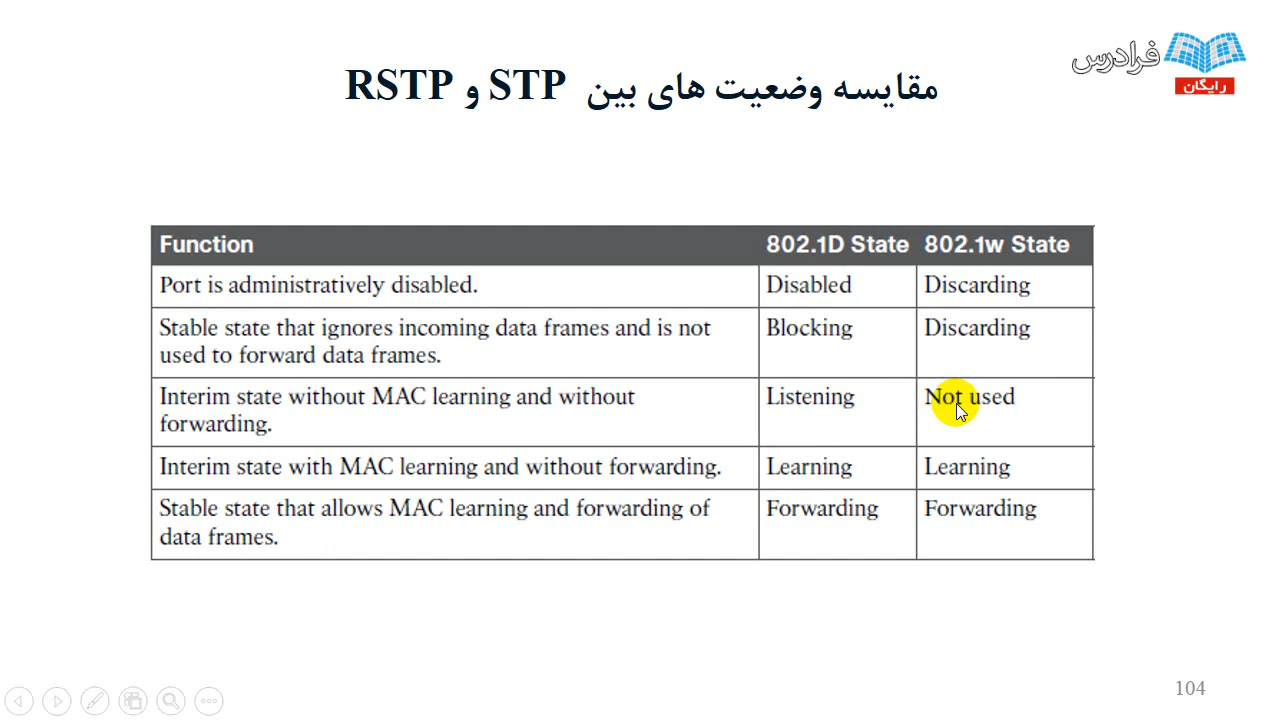 فرادرس
رایگان
مقایسه وضعیت های بین STP و RSTP
Function 802.1D State 802.1w State
Port is administratively disabled. Disabled Discarding
Stable state that ignores incoming data frames and is not Blocking Discarding
used to forward data frames.
Interim state without MAC learning and without Listening Not used
forwarding.
Interim state with MAC learning and without forwarding. Learning Learning
Stable state that allows MAC learning and forwarding of Forwarding Forwarding
data frames.
104